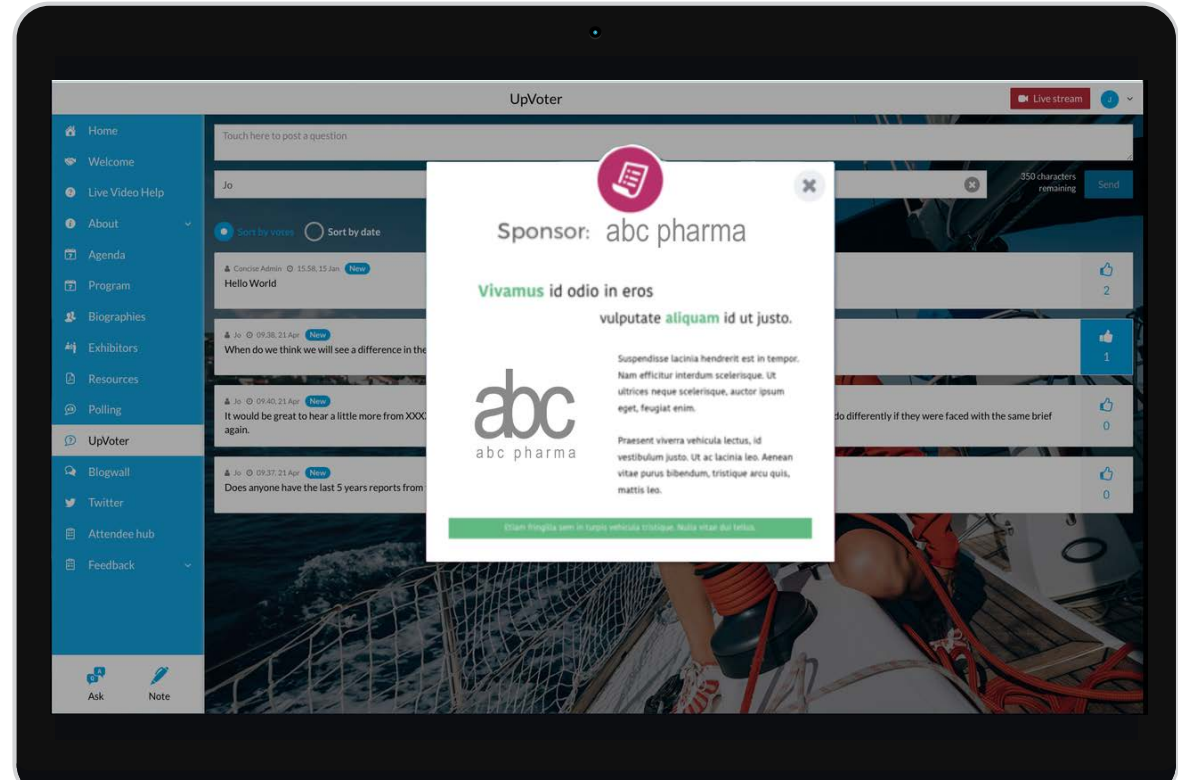 UpVoter
Live stream
J
Home
Welcome
Live Video Help
About
Agenda
Program
Biographies
Exhibitors
Resources
Polling
UpVoter
Blogwall
Twitter
Attendee hub
Feedback
Ask
Note
Touch here to post a question
Jo
350 characters
remaining
Send
Sort by votes
Sort by date
Concise Admin 15.58, 15 Jan New
Hello World
2
Jo 09.38, 21 Apr New
When do we think we will see a difference in the
1
Jo 09.40, 21 Apr New
It would be great to hear a little more from do differently if they were faced with the same brief
again.
0
Jo 09.37, 21 Apr New
Does anyone have the last 5 years reports from
0
Sponsor: abc pharma
Vivamus id odio in eros
vulputate aliquam id ut justo.
abc
abc pharma
Suspendisse lacinia hendrerit est in tempor.
Nam efficitur interdum scelerisque. Ut
ultrices neque scelerisque, auctor ipsum
eget, feugiat enim.
Praesent viverra vehicula lectus, id
vestibulum justo. Ut ac lacinia leo. Aenean
vitae purus bibendum, tristique arcu quis,
mattis leo.
Etiam fringilla sem in turpis vehicula tristique. Nulla vitae dui tellus.